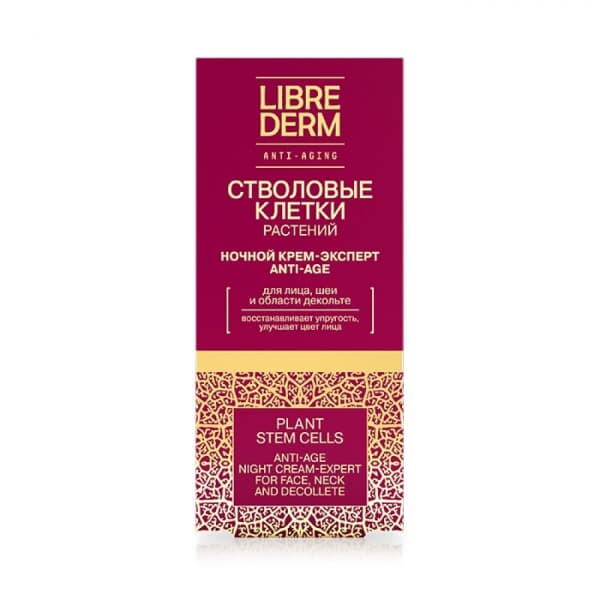 LIBRE
DERM
ANTI-AGING
СТВОЛОВЫЕ
КЛЕТКИ
РАСТЕНИЙ
НОЧНОЙ КРЕМ-ЭКСПЕРТ
ANTI-AGE
для лица, шеи
и области декольте
восстанавливает упругость,
улучшает цвет лица
PLANT
STEM CELLS
ANTI-AGE
NIGHT CREAM-EXPERT
FOR FACE, NECK
AND DECOLLETE